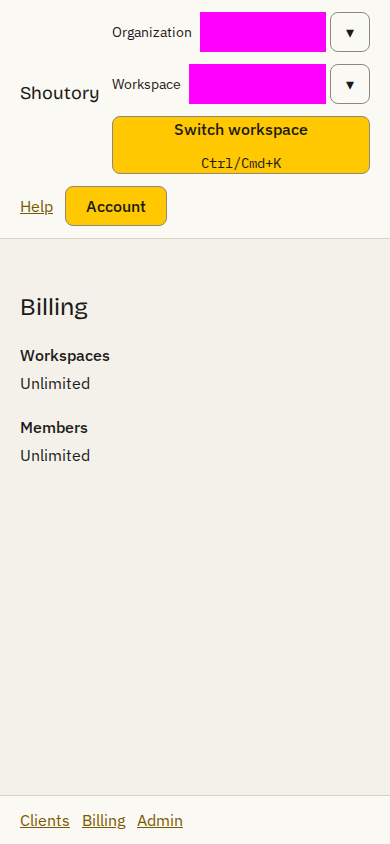 Organization
▼
Workspace
▼
Shoutory
Switch workspace
Ctrl/Cmd+K
Help Account
Billing
Workspaces
Unlimited
Members
Unlimited
Clients Billing Admin